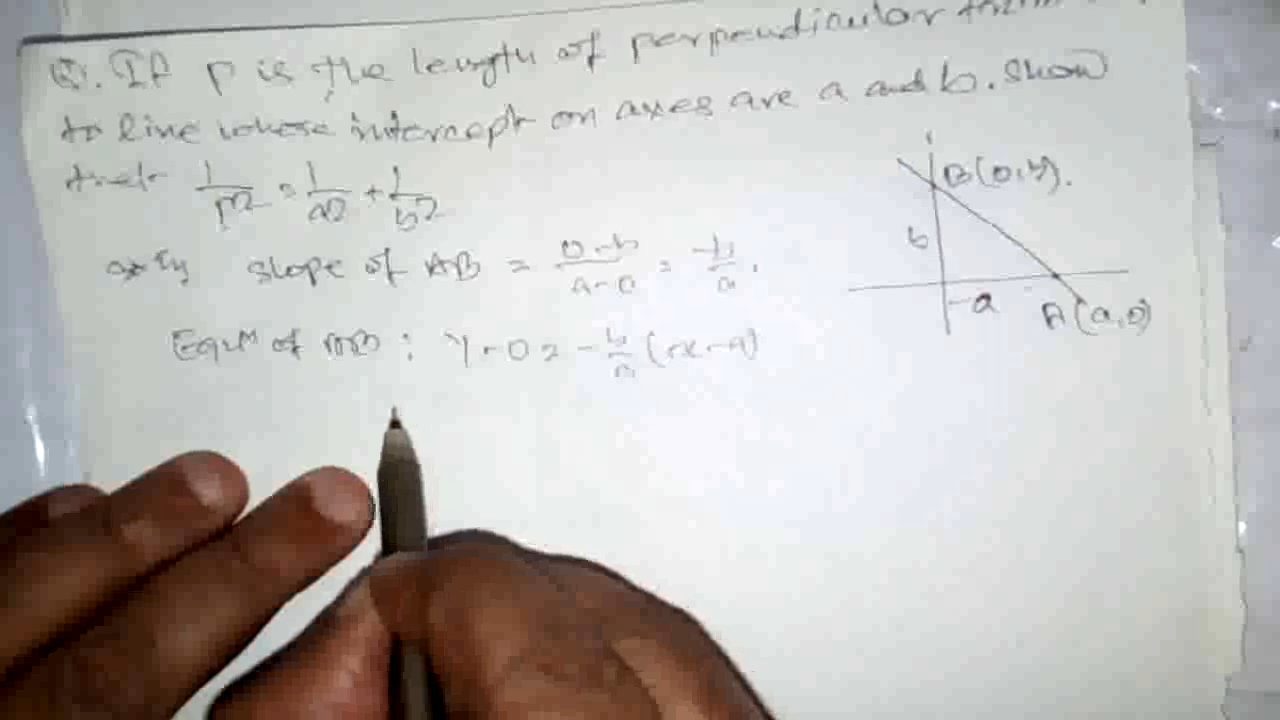 Q. If P is the length of perpendicular from
to line whose intercept on axes are a and b. show
that 1/P2 = 1/a2 + 1/b2
B(0,b).
slope of AB = 0-b/a-0 = -b/a.
b
a
A(a,0)
Eqn of AB: Y-0 = -b/a (x-a)